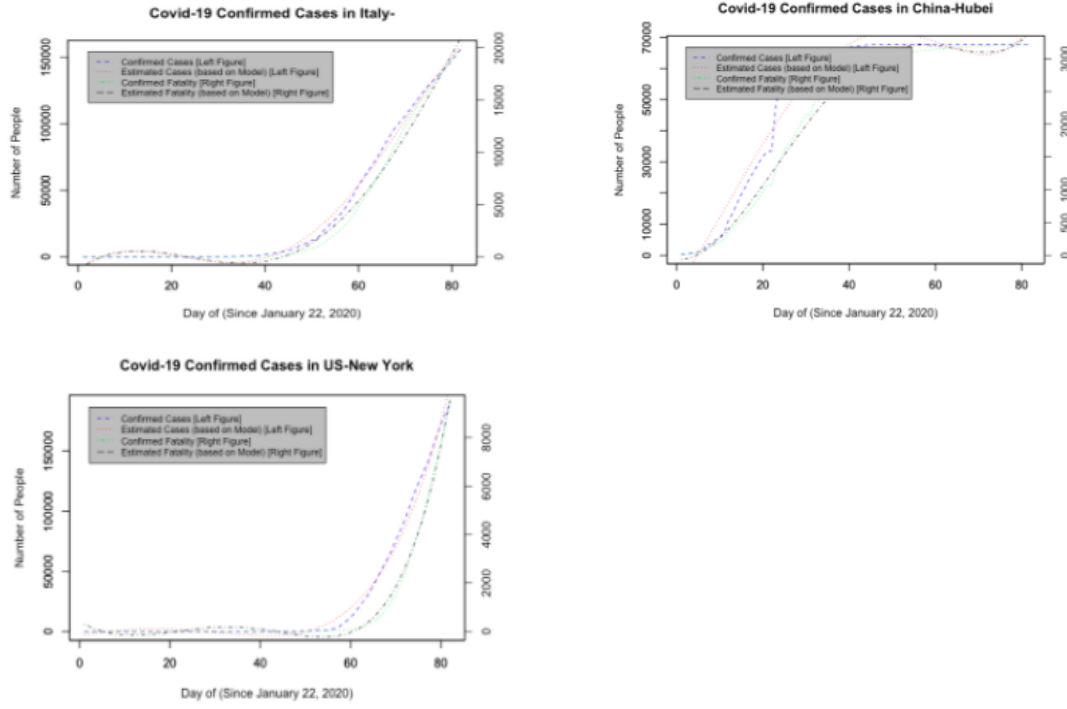 Covid-19 Confirmed Cases in Italy-
Confirmed Cases [Left Figure]
Estimated Cases (based on Model) [Left Figure]
Confirmed Fatality [Right Figure]
Estimated Fatality (based on Model) [Right Figure]
Number of People
0 50000 100000 150000
0 5000 10000 15000 20000
0 20 40 60 80
Day of (Since January 22, 2020)
Covid-19 Confirmed Cases in China-Hubei
Confirmed Cases [Left Figure]
Estimated Cases (based on Model) [Left Figure]
Confirmed Fatality [Right Figure]
Estimated Fatality (based on Model) [Right Figure]
Number of People
0 10000 30000 50000 70000
0 500 1000 2000 3000
0 20 40 60 80
Day of (Since January 22, 2020)
Covid-19 Confirmed Cases in US-New York
Confirmed Cases [Left Figure]
Estimated Cases (based on Model) [Left Figure]
Confirmed Fatality [Right Figure]
Estimated Fatality (based on Model) [Right Figure]
Number of People
0 50000 100000 150000
0 2000 4000 6000 8000
0 20 40 60 80
Day of (Since January 22, 2020)